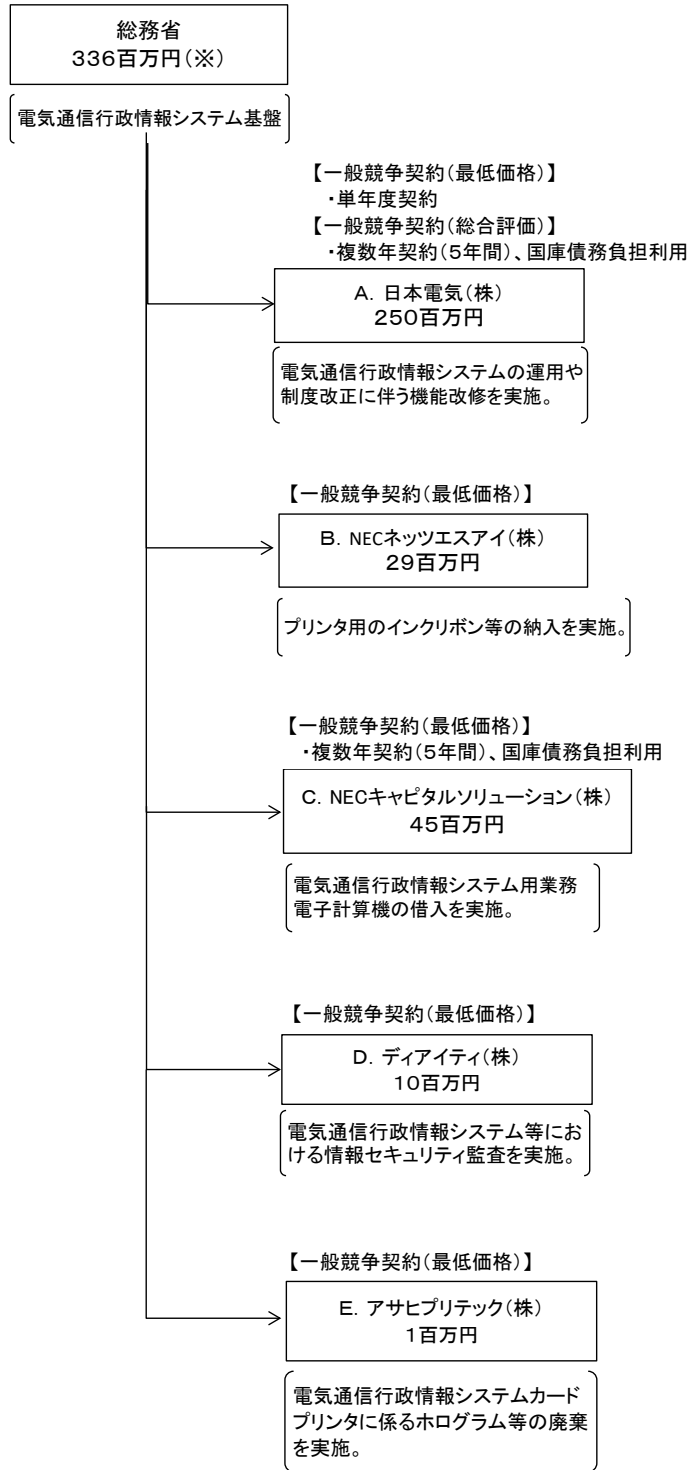 総務省
336百万円(※)
電気通信行政情報システム基盤
【一般競争契約(最低価格)】
・単年度契約
【一般競争契約(総合評価)】
・複数年契約(5年間)、国庫債務負担利用
A. 日本電気(株)
250百万円
電気通信行政情報システムの運用や
制度改正に伴う機能改修を実施。
【一般競争契約(最低価格)】
B. NECネッツエスアイ(株)
29百万円
プリンタ用のインクリボン等の納入を実施。
【一般競争契約(最低価格)】
・複数年契約(5年間)、国庫債務負担利用
C. NECキャピタルソリューション(株)
45百万円
電気通信行政情報システム用業務
電子計算機の借入を実施。
【一般競争契約(最低価格)】
D. ディアイティ(株)
10百万円
電気通信行政情報システム等にお
ける情報セキュリティ監査を実施。
【一般競争契約(最低価格)】
E. アサヒプリテック(株)
1百万円
電気通信行政情報システムカード
プリンタに係るホログラム等の廃棄
を実施。